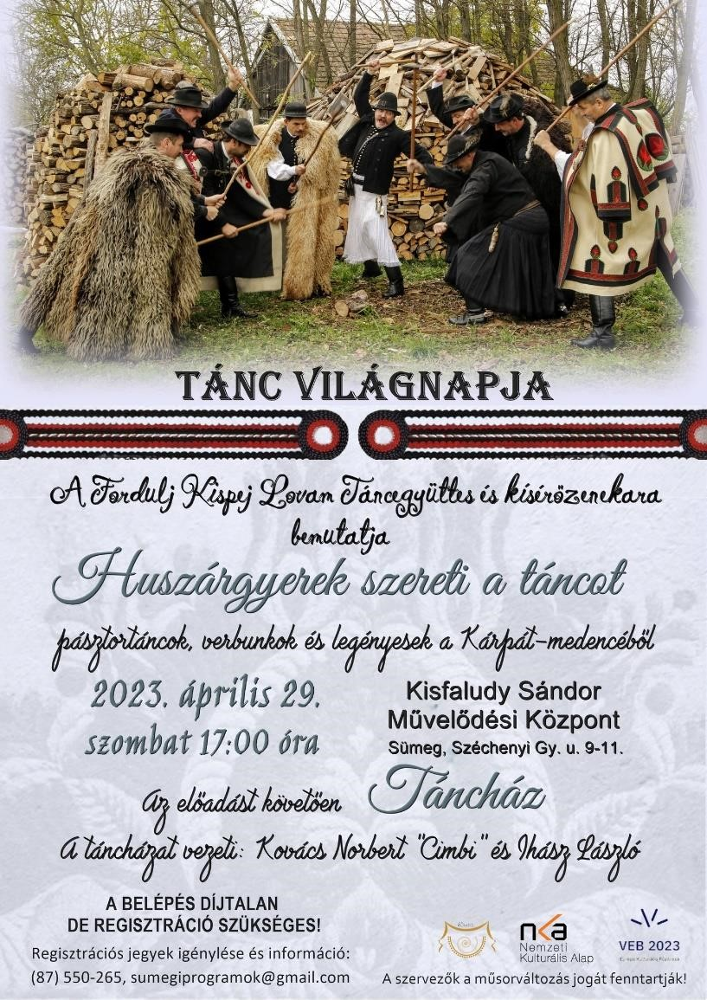 TÁNC VILÁGNAPJA
A Fordulj Kispej Lovam Táncegyüttes és kísérőzenekara
bemutatja
Huszárgyerek szereti a táncot
pásztortáncok, verbunkok és legényesek a Kárpát-medencéből
2023. április 29.
szombat 17:00 óra
Kisfaludy Sándor
Művelődési Központ
Sümeg, Széchenyi Gy. u. 9-11.
Az előadást követően Táncház
A táncházat vezeti: Kovács Norbert "Cimbi" és Ihász László
A BELÉPÉS DÍJTALAN
DE REGISZTRÁCIÓ SZÜKSÉGES!
Regisztrációs jegyek igénylése és információ:
(87) 550-265, sumegiprogramok@gmail.com
nka
Nemzeti
Kulturális Alap
VEB 2023
Európa Kulturális Fővárosa
A szervezők a műsorváltozás jogát fenntartják!